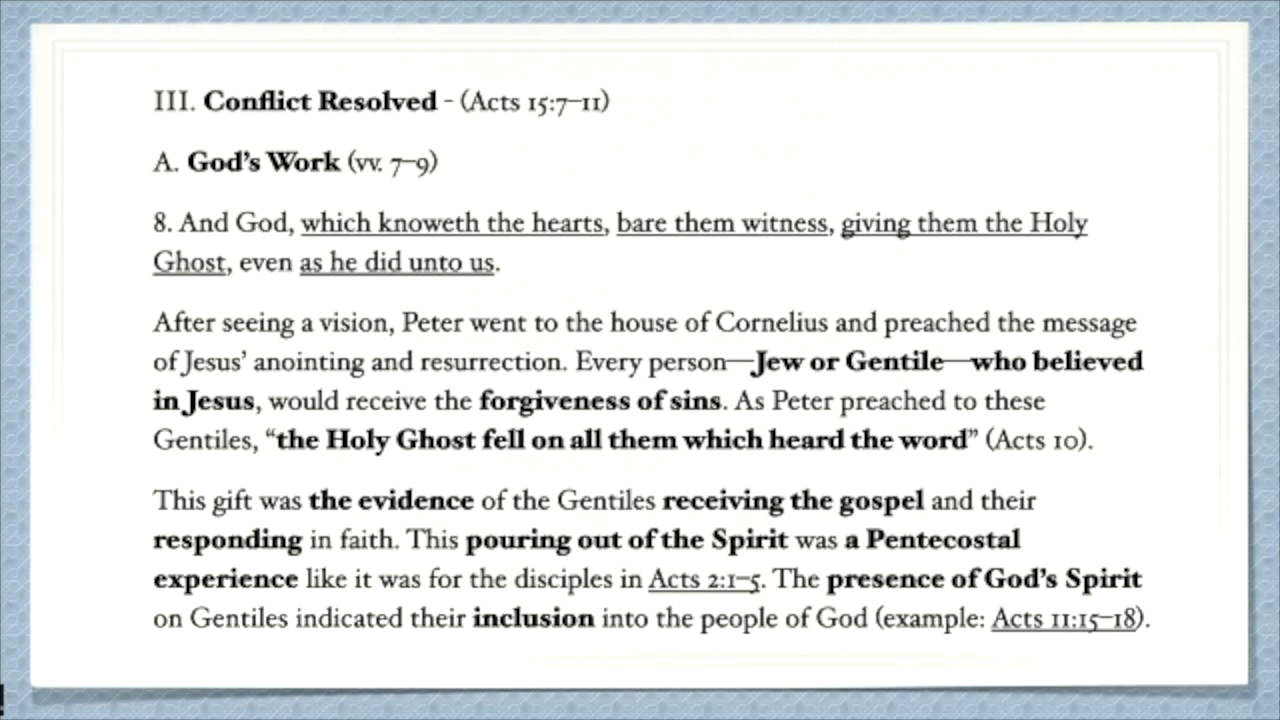 III. Conflict Resolved - (Acts 15:7–11)
A. God's Work (vv. 7–9)
8. And God, which knoweth the hearts, bare them witness, giving them the Holy
Ghost, even as he did unto us.
After seeing a vision, Peter went to the house of Cornelius and preached the message
of Jesus' anointing and resurrection. Every person—Jew or Gentile—who believed
in Jesus, would receive the forgiveness of sins. As Peter preached to these
Gentiles, “the Holy Ghost fell on all them which heard the word” (Acts 10).
This gift was the evidence of the Gentiles receiving the gospel and their
responding in faith. This pouring out of the Spirit was a Pentecostal
experience like it was for the disciples in Acts 2:1–5. The presence of God's Spirit
on Gentiles indicated their inclusion into the people of God (example: Acts 11:15–18).